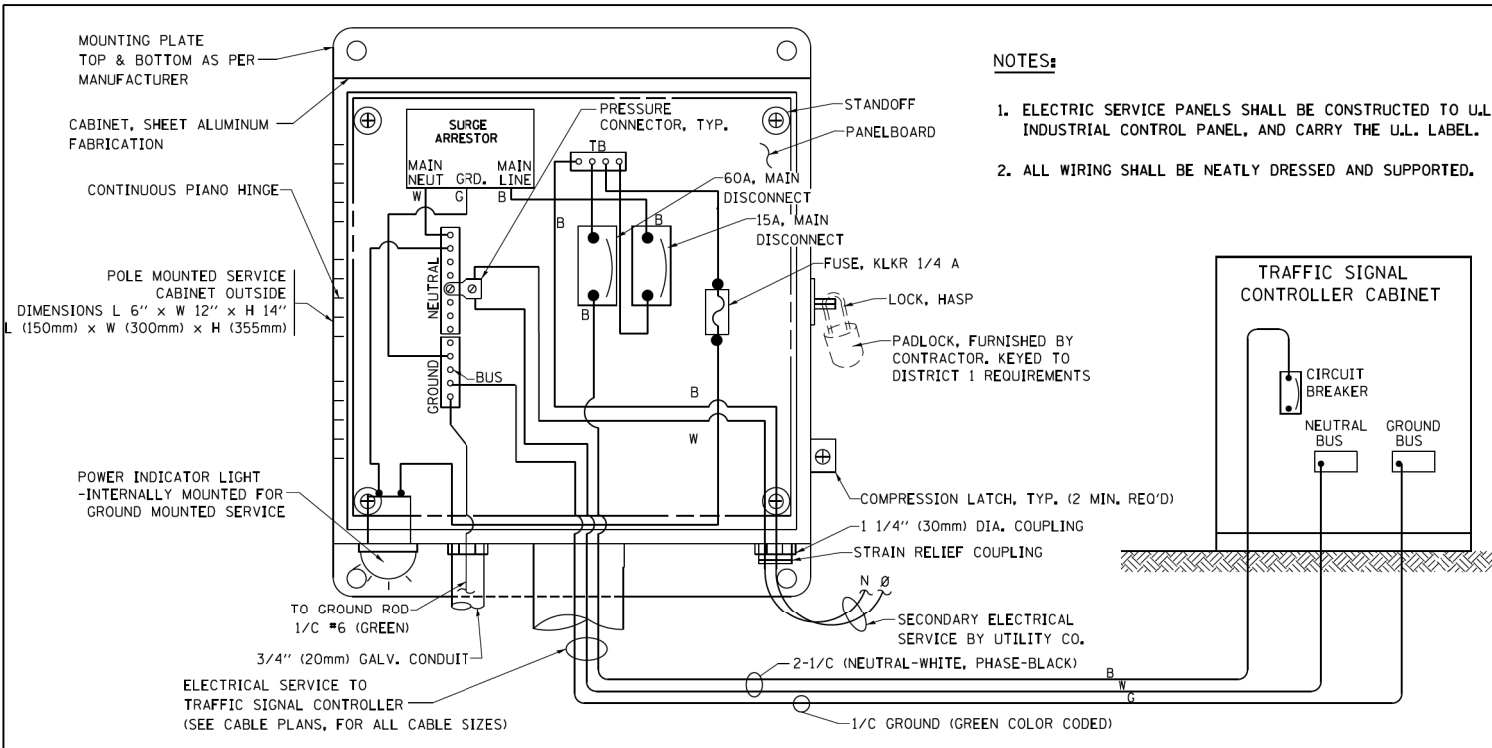 MOUNTING PLATE
TOP & BOTTOM AS PER
MANUFACTURER
CABINET, SHEET ALUMINUM
FABRICATION
CONTINUOUS PIANO HINGE
POLE MOUNTED SERVICE
CABINET OUTSIDE
DIMENSIONS L 6" x W 12" x H 14"
L (150mm) x W (300mm) x H (355mm)
POWER INDICATOR LIGHT
-INTERNALLY MOUNTED FOR
GROUND MOUNTED SERVICE
SURGE
ARRESTOR
MAIN
NEUT
GRD.
MAIN
LINE
W
G
B
PRESSURE
CONNECTOR, TYP.
TB
STANDOFF
PANELBOARD
60A, MAIN
DISCONNECT
15A, MAIN
DISCONNECT
B
B
B
FUSE, KLKR 1/4 A
LOCK, HASP
PADLOCK, FURNISHED BY
CONTRACTOR. KEYED TO
DISTRICT 1 REQUIREMENTS
NEUTRAL
GROUND
BUS
B
W
COMPRESSION LATCH, TYP. (2 MIN. REQ'D)
1 1/4" (30mm) DIA. COUPLING
STRAIN RELIEF COUPLING
N Ø
SECONDARY ELECTRICAL
SERVICE BY UTILITY CO.
TO GROUND ROD
1/C #6 (GREEN)
3/4" (20mm) GALV. CONDUIT
ELECTRICAL SERVICE TO
TRAFFIC SIGNAL CONTROLLER
(SEE CABLE PLANS, FOR ALL CABLE SIZES)
2-1/C (NEUTRAL-WHITE, PHASE-BLACK)
B
W
G
1/C GROUND (GREEN COLOR CODED)
NOTES:
1. ELECTRIC SERVICE PANELS SHALL BE CONSTRUCTED TO U.L
INDUSTRIAL CONTROL PANEL, AND CARRY THE U.L. LABEL.
2. ALL WIRING SHALL BE NEATLY DRESSED AND SUPPORTED.
TRAFFIC SIGNAL
CONTROLLER CABINET
CIRCUIT
BREAKER
NEUTRAL
BUS
GROUND
BUS